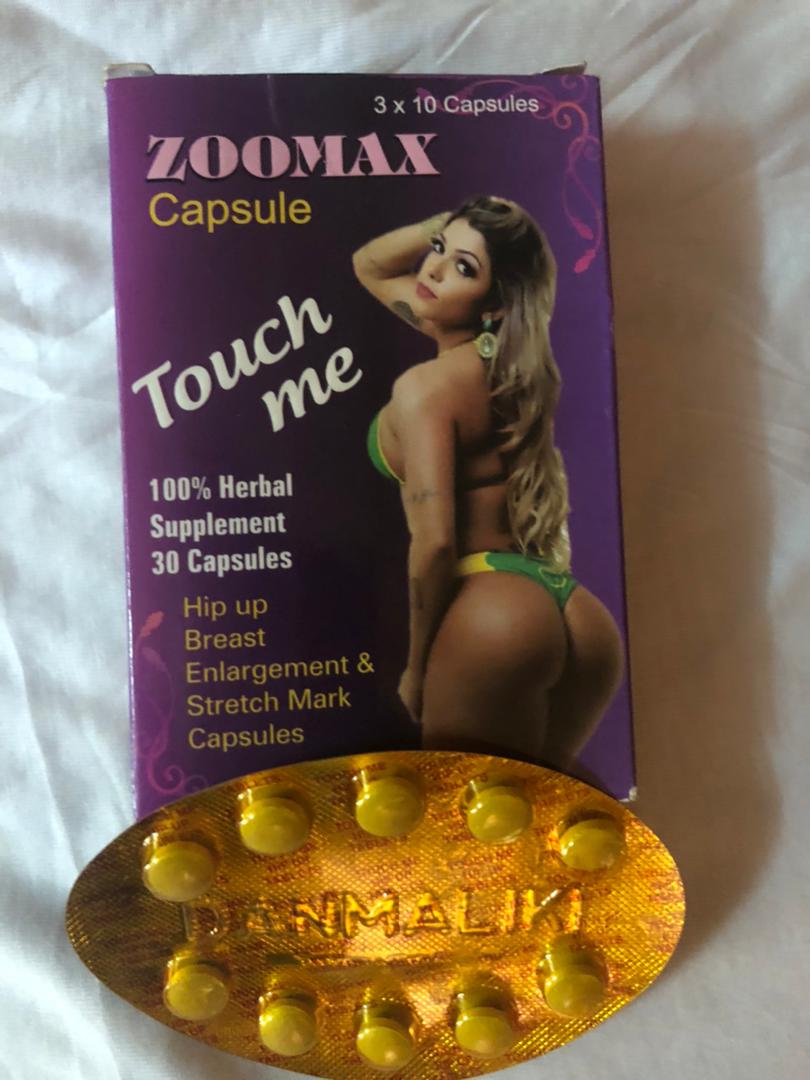 3 x 10 Capsules
ZOOMAX
Capsule
Touch
me
100% Herbal
Supplement
30 Capsules
Hip up
Breast
Enlargement &
Stretch Mark
Capsules
DANMALIKI